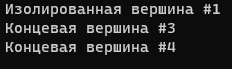 Изолированная вершина #1
Концевая вершина #3
Концевая вершина #4